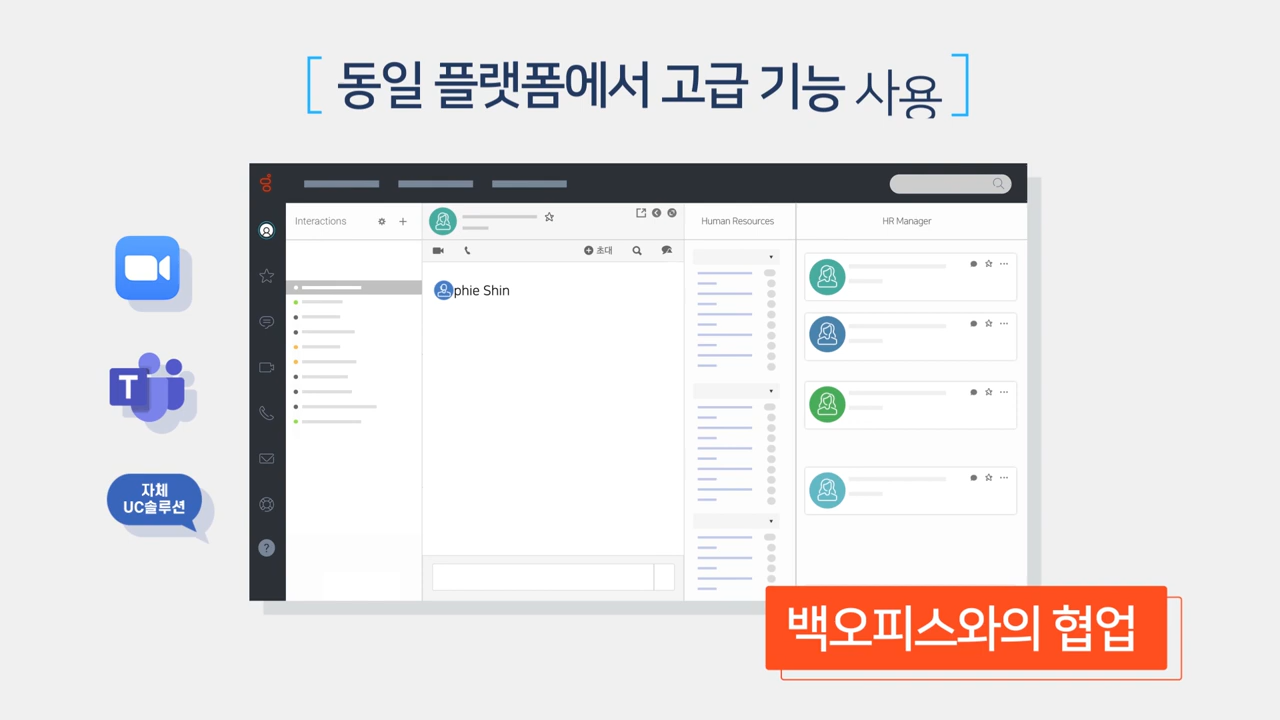 [ 동일 플랫폼에서 고급 기능 사용 ]
Interactions
초대
phie Shin
Human Resources
HR Manager
T
자체
UC솔루션
?
백오피스와의 협업